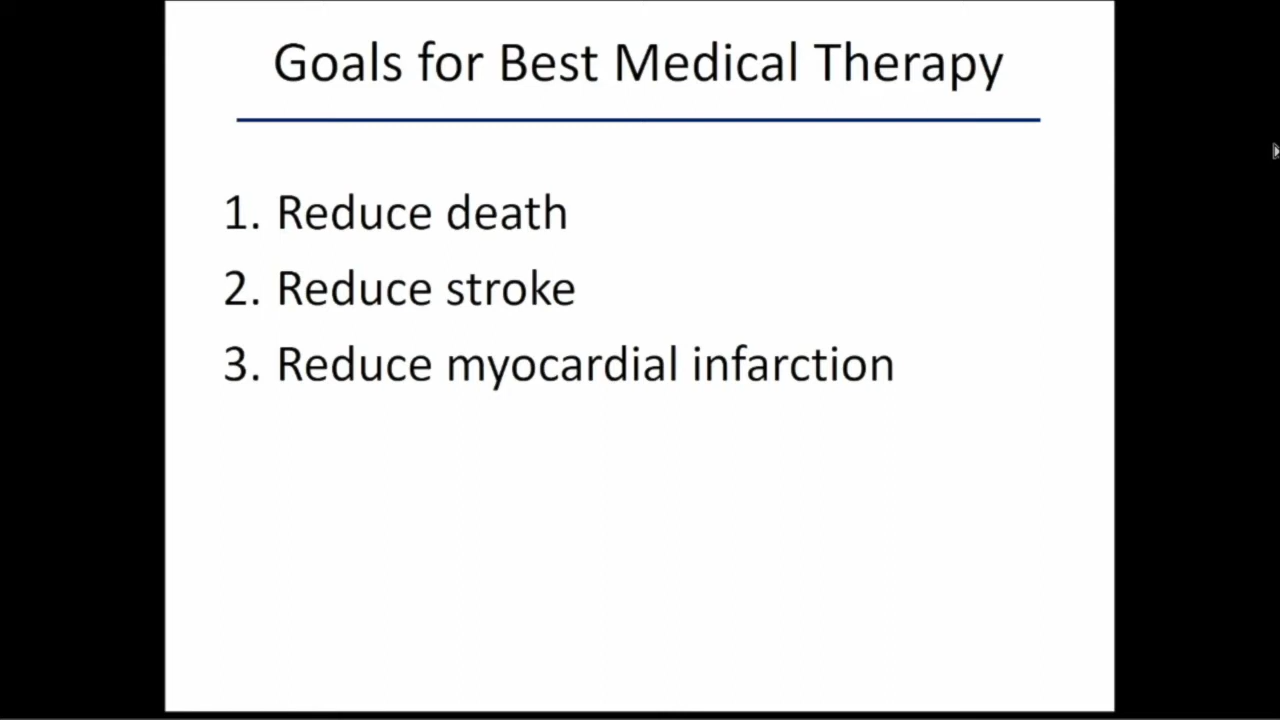 Goals for Best Medical Therapy
1. Reduce death
2. Reduce stroke
3. Reduce myocardial infarction